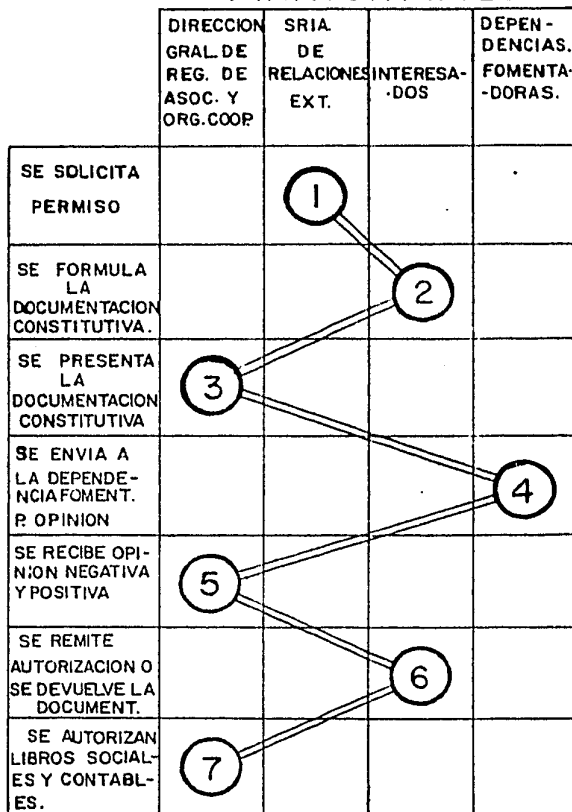 DIRECCION
GRAL. DE
REG. DE
ASOC. Y
ORG. COOP.
SRIA.
DE
RELACIONES
EXT.
INTERESA-
-DOS
DEPEN-
DENCIAS.
FOMENTA-
-DORAS.
SE SOLICITA
PERMISO
1
SE FORMULA
LA
DOCUMENTACION
CONSTITUTIVA.
2
SE PRESENTA
LA
DOCUMENTACION
CONSTITUTIVA
3
SE ENVIA A
LA DEPENDE-
NCIA FOMENT.
P. OPINION
4
SE RECIBE OPI-
NION NEGATIVA
Y POSITIVA
5
SE REMITE
AUTORIZACION O
SE DEVUELVE LA
DOCUMENT.
6
SE AUTORIZAN
LIBROS SOCIAL-
ES Y CONTABL-
ES.
7